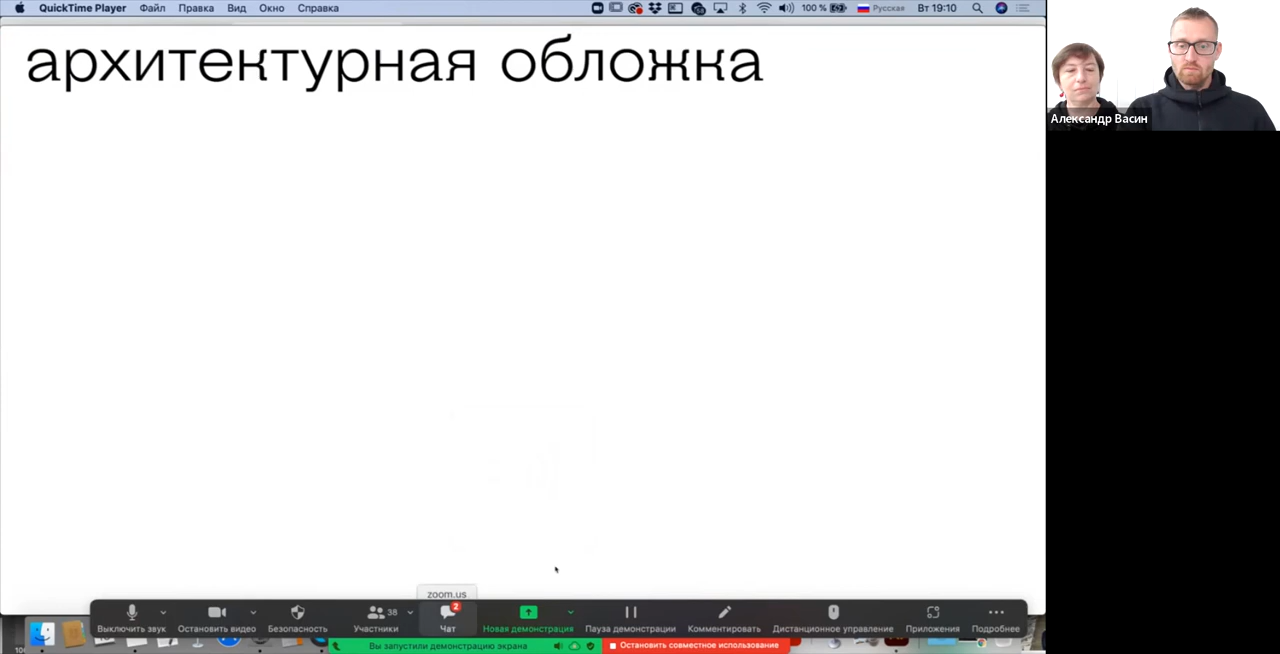 QuickTime Player Файл Правка Вид Окно Справка 100 % Русская Вт 19:10
архитектурная обложка
Александр Васин
zoom.us
38
2
Выключить звук Остановить видео Безопасность Участники Чат Новая демонстрация Пауза демонстрации Комментировать Дистанционное управление Приложения Подробнее
Вы запустили демонстрацию экрана Остановить совместное использование